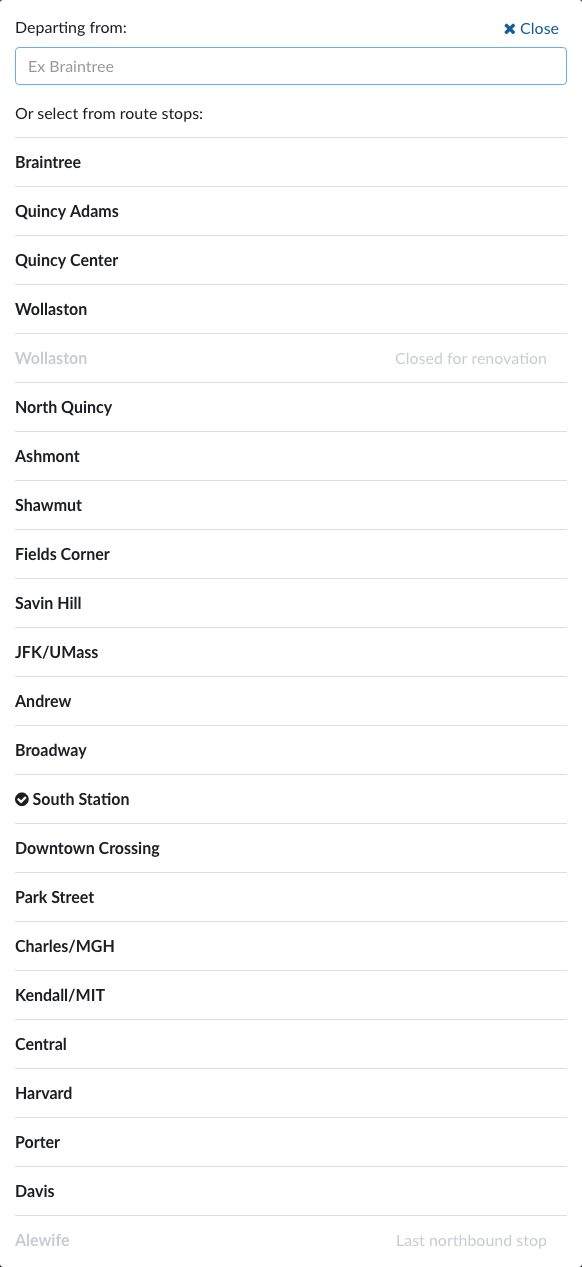 Departing from:
Close
Ex Braintree
Or select from route stops:
Braintree
Quincy Adams
Quincy Center
Wollaston
Wollaston Closed for renovation
North Quincy
Ashmont
Shawmut
Fields Corner
Savin Hill
JFK/UMass
Andrew
Broadway
South Station
Downtown Crossing
Park Street
Charles/MGH
Kendall/MIT
Central
Harvard
Porter
Davis
Alewife Last northbound stop